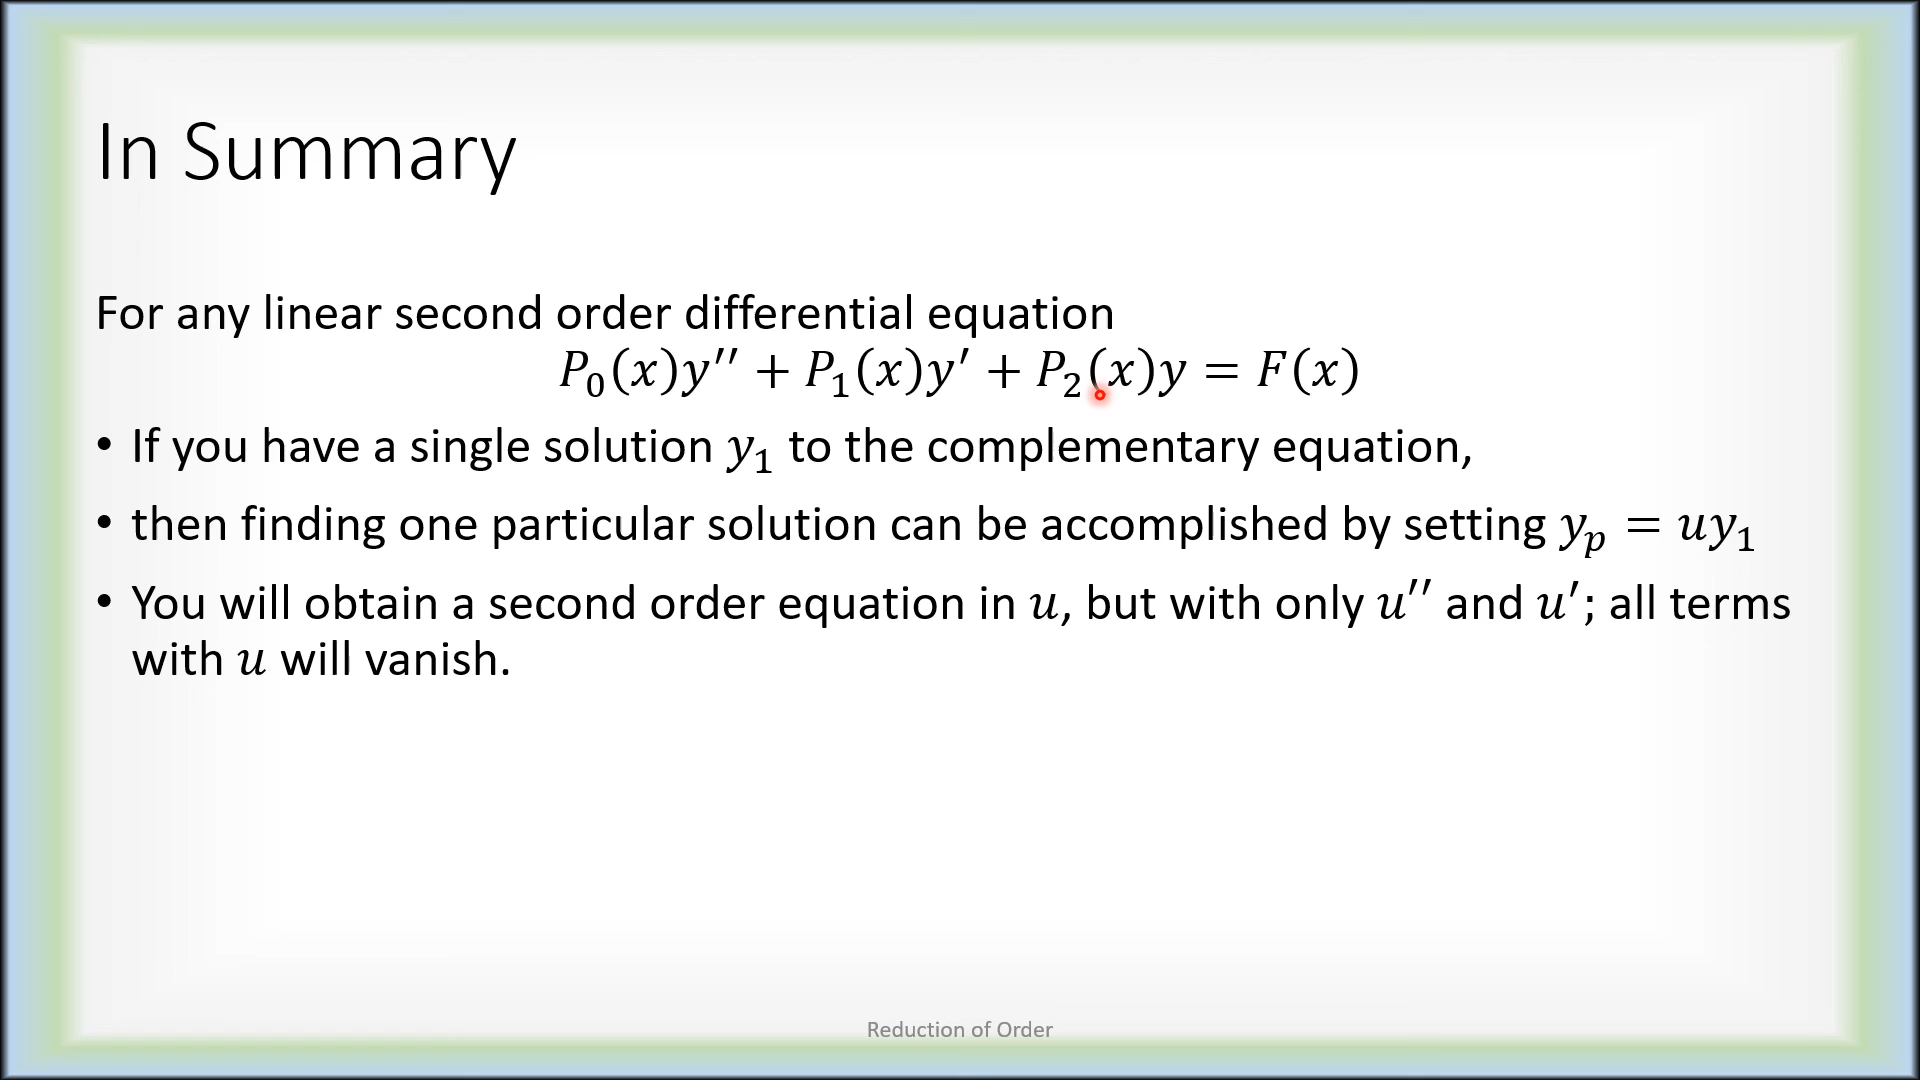 In Summary
For any linear second order differential equation
P₀(x)y′′ + P₁(x)y′ + P₂(x)y = F(x)
• If you have a single solution y₁ to the complementary equation,
• then finding one particular solution can be accomplished by setting yₚ = uy₁
• You will obtain a second order equation in u, but with only u′′ and u′; all terms
with u will vanish.
Reduction of Order